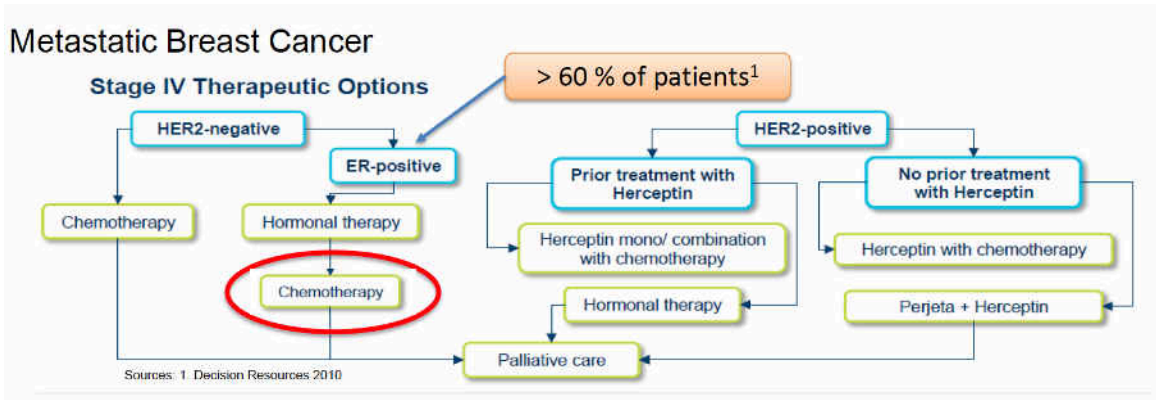 Metastatic Breast Cancer
Stage IV Therapeutic Options
> 60 % of patients¹
HER2-negative
HER2-positive
ER-positive
Prior treatment with
Herceptin
No prior treatment
with Herceptin
Chemotherapy
Hormonal therapy
Herceptin mono/ combination
with chemotherapy
Herceptin with chemotherapy
Chemotherapy
Hormonal therapy
Perjeta + Herceptin
Palliative care
Sources: 1. Decision Resources 2010